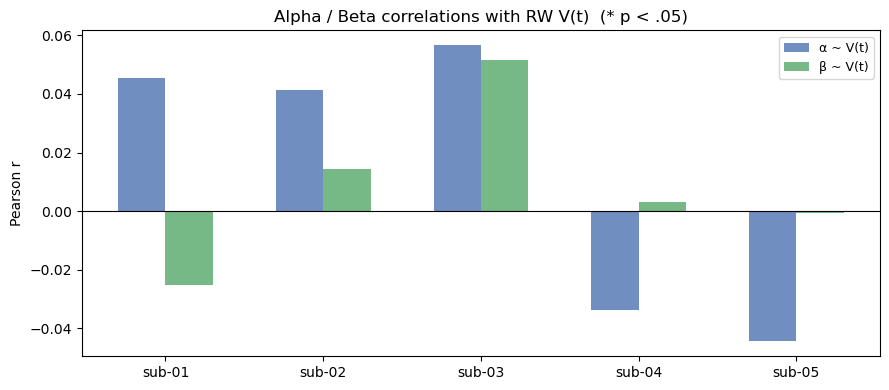 Alpha / Beta correlations with RW V(t)  (* p < .05)
α ~ V(t)
β ~ V(t)
Pearson r
0.06
0.04
0.02
0.00
−0.02
−0.04
sub-01
sub-02
sub-03
sub-04
sub-05